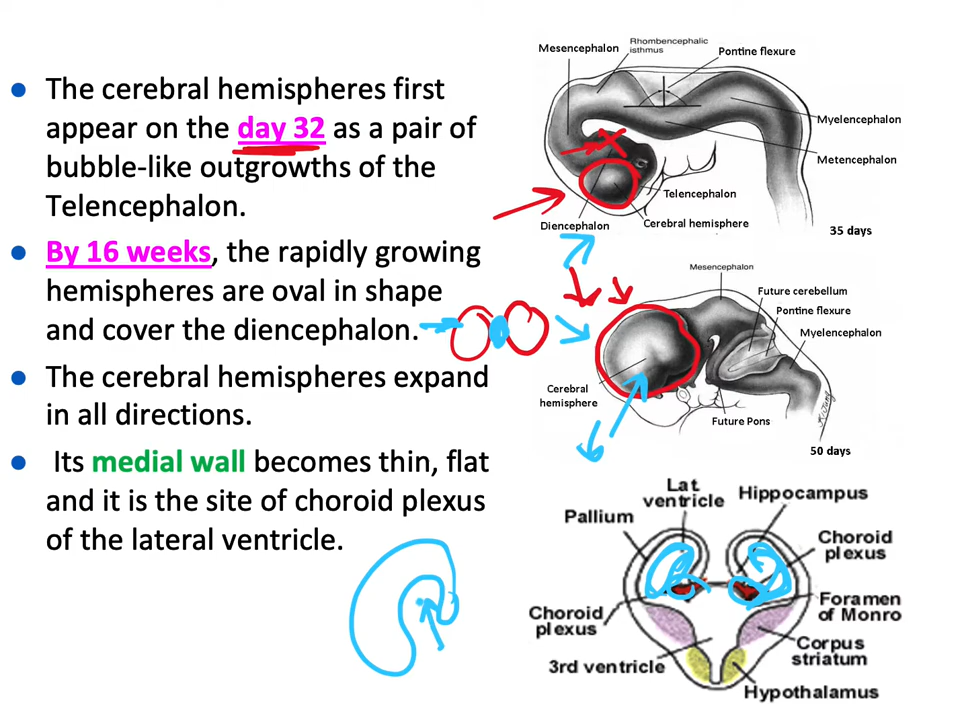 ● The cerebral hemispheres first
appear on the day 32 as a pair of
bubble-like outgrowths of the
Telencephalon.
● By 16 weeks, the rapidly growing
hemispheres are oval in shape
and cover the diencephalon.
● The cerebral hemispheres expand
in all directions.
● Its medial wall becomes thin, flat
and it is the site of choroid plexus
of the lateral ventricle.
Mesencephalon
Rhombencephalic
isthmus
Pontine flexure
Myelencephalon
Metencephalon
Telencephalon
Cerebral hemisphere
Diencephalon
35 days
Mesencephalon
Future cerebellum
Pontine flexure
Myelencephalon
Cerebral
hemisphere
Future Pons
50 days
Lat.
ventricle
Hippocampus
Pallium
Choroid
plexus
Foramen
of Monro
Choroid
plexus
Corpus
striatum
3rd ventricle
Hypothalamus